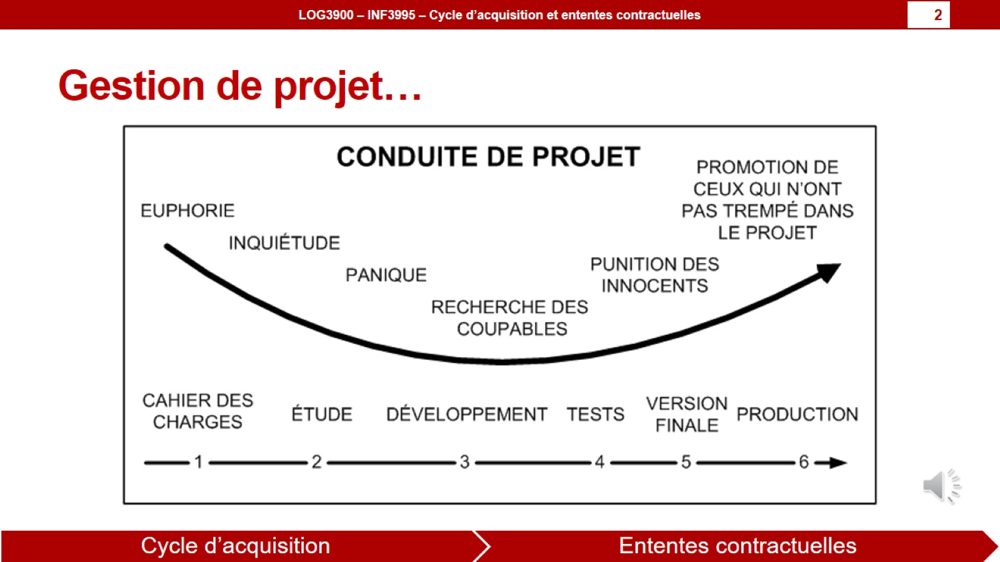 LOG3900 – INF3995 – Cycle d’acquisition et ententes contractuelles
2
Gestion de projet…
CONDUITE DE PROJET
PROMOTION DE
CEUX QUI N’ONT
PAS TREMPÉ DANS
LE PROJET
EUPHORIE
INQUIÉTUDE
PANIQUE
RECHERCHE DES
COUPABLES
PUNITION DES
INNOCENTS
CAHIER DES
CHARGES
ÉTUDE
DÉVELOPPEMENT
TESTS
VERSION
FINALE
PRODUCTION
1 2 3 4 5 6
Cycle d’acquisition
Ententes contractuelles